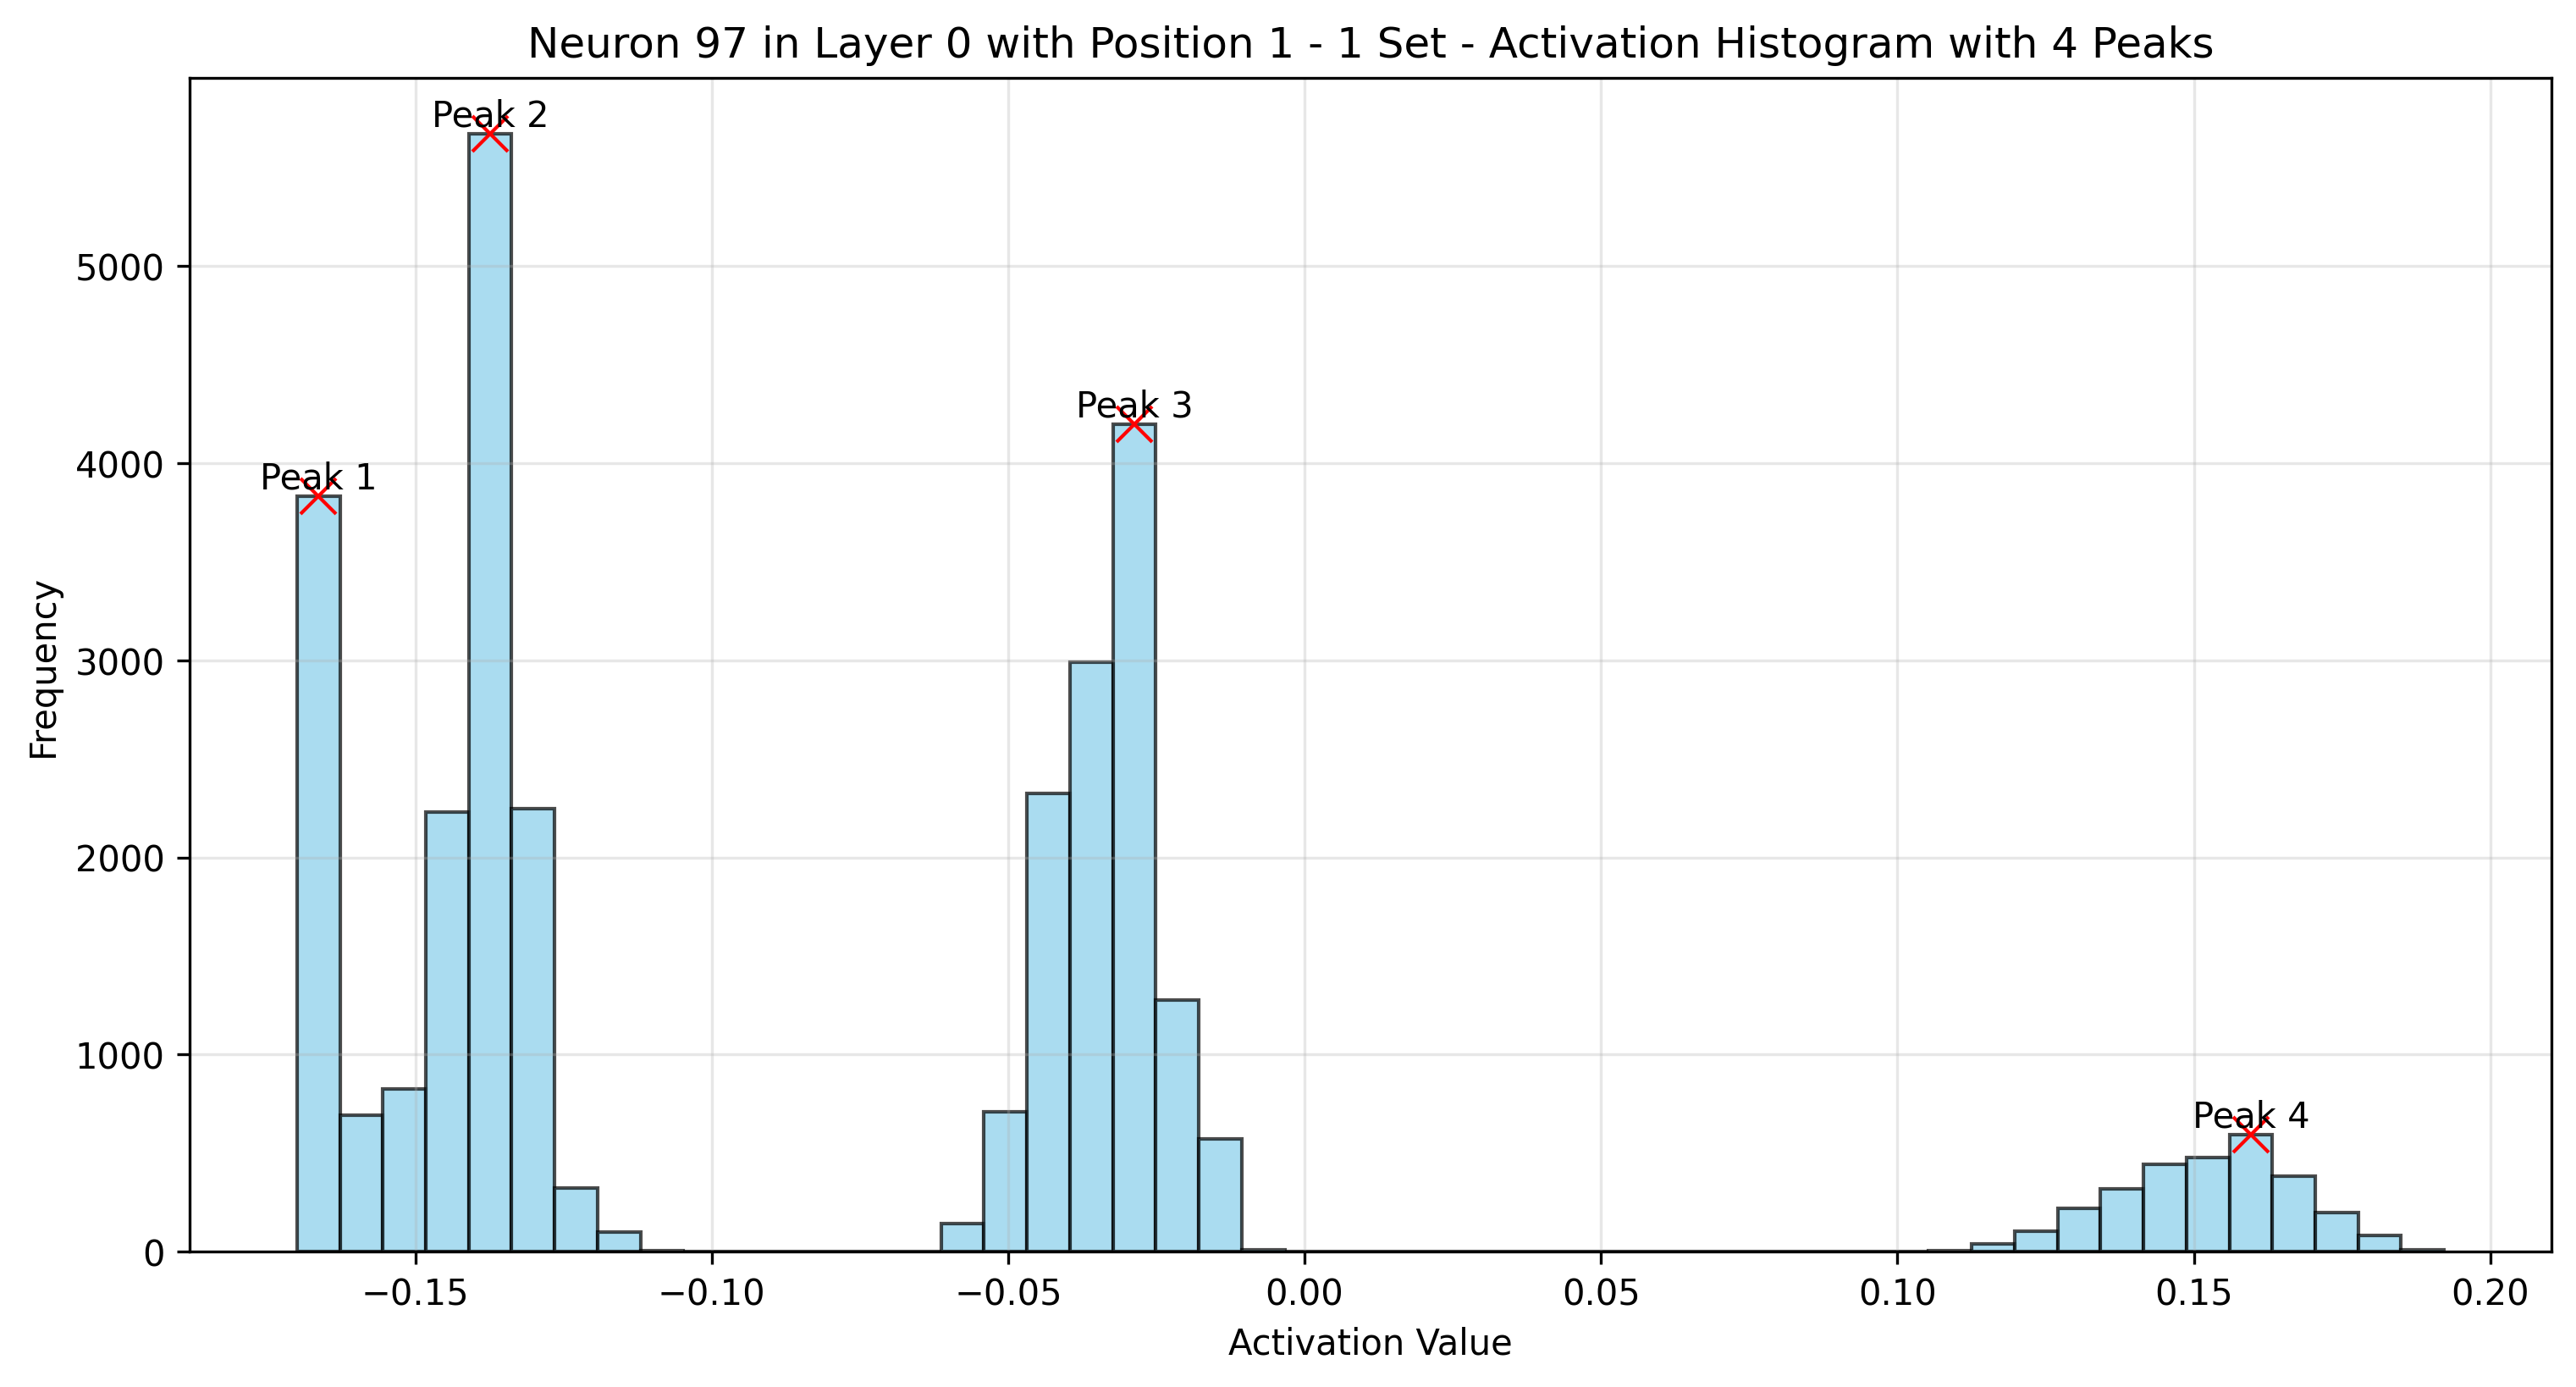 Neuron 97 in Layer 0 with Position 1 - 1 Set - Activation Histogram with 4 Peaks
Peak 2
Peak 3
Peak 1
Peak 4
Frequency
5000
4000
3000
2000
1000
0
−0.15
−0.10
−0.05
0.00
0.05
0.10
0.15
0.20
Activation Value